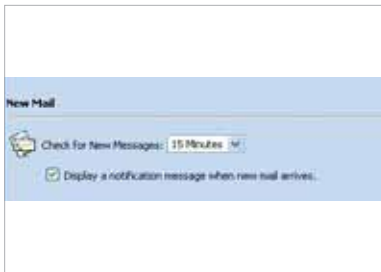 New Mail
Check for New Messages: 15 Minutes
Display a notification message when new mail arrives.